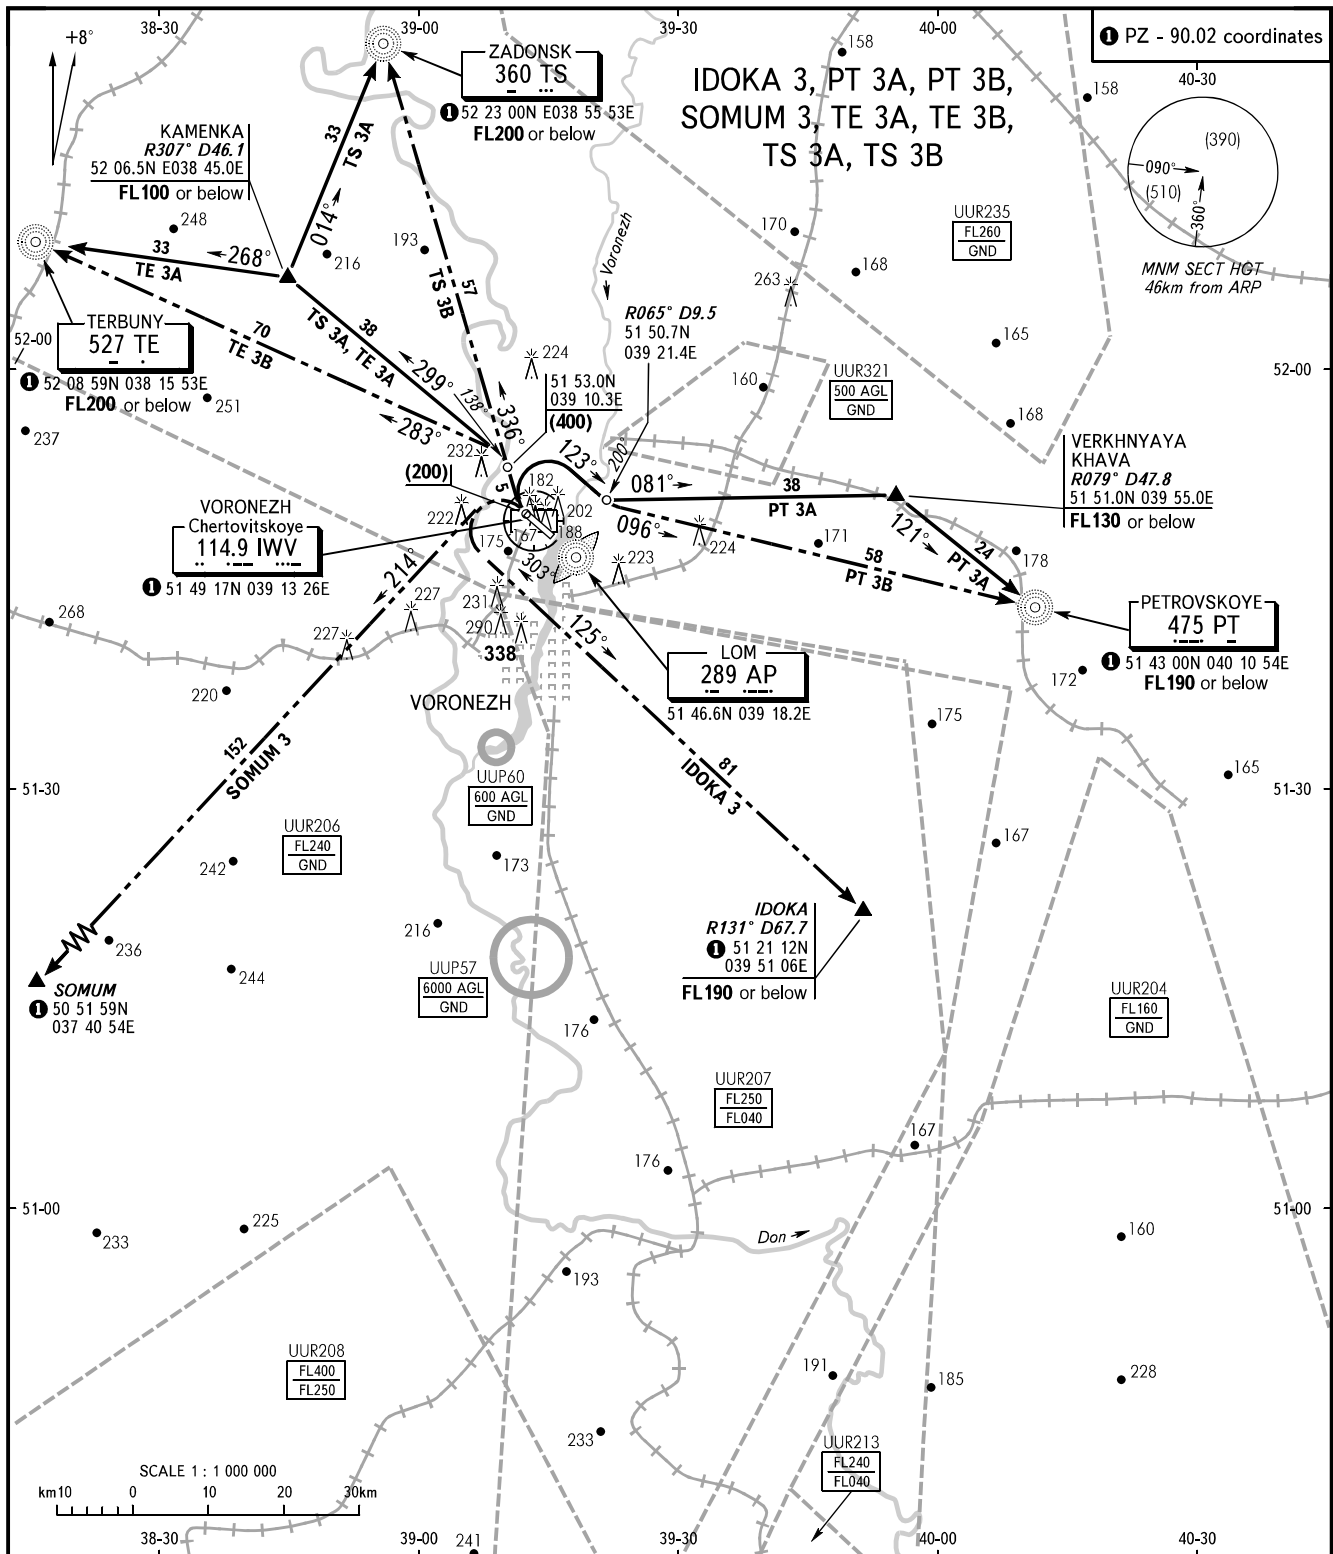 38-30
39-00
39-30
40-00
❶ PZ - 90.02 coordinates
40-30
+8°
ZADONSK
360 TS
❶ 52 23 00N E038 55 53E
FL200 or below
IDOKA 3, PT 3A, PT 3B,
SOMUM 3, TE 3A, TE 3B,
TS 3A, TS 3B
158
158
(390)
090°
(510)
360°
MNM SECT HGT
46km from ARP
KAMENKA
R307° D46.1
52 06.5N E038 45.0E
FL100 or below
33
TS 3A
014°
248
216
193
33
268°
TE 3A
TERBUNY
527 TE
❶ 52 08 59N 038 15 53E
FL200 or below
52-00
70
TE 3B
38
TS 3A, TE 3A
57
TS 3B
Voronezh
170
UUR235
FL260
GND
263
168
165
52-00
R065° D9.5
51 50.7N
039 21.4E
224
51 53.0N
039 10.3E
(400)
299°
138°
336°
283°
251
237
160
UUR321
500 AGL
GND
168
VERKHNYAYA
KHAVA
R079° D47.8
51 51.0N 039 55.0E
FL130 or below
232
(200)
5
182
123°
200°
081°
38
PT 3A
096°
121°
24
PT 3A
VORONEZH
Chertovitskoye
114.9 IWV
❶ 51 49 17N 039 13 26E
222
202
175
167
188
303°
224
223
171
58
PT 3B
178
214°
227
231
290
338
227
268
220
125°
LOM
289 AP
51 46.6N 039 18.2E
PETROVSKOYE
475 PT
❶ 51 43 00N 040 10 54E
FL190 or below
172
VORONEZH
175
152
SOMUM 3
81
IDOKA 3
165
51-30
51-30
UUP60
600 AGL
GND
UUR206
FL240
GND
242
173
167
216
236
244
SOMUM
❶ 50 51 59N
037 40 54E
UUP57
6000 AGL
GND
IDOKA
R131° D67.7
❶ 51 21 12N
039 51 06E
FL190 or below
UUR204
FL160
GND
176
UUR207
FL250
FL040
167
176
51-00
51-00
225
233
Don
160
193
UUR208
FL400
FL250
191
185
228
233
UUR213
FL240
FL040
SCALE 1 : 1 000 000
km10
0
10
20
30km
38-30
39-00
241
39-30
40-00
40-30